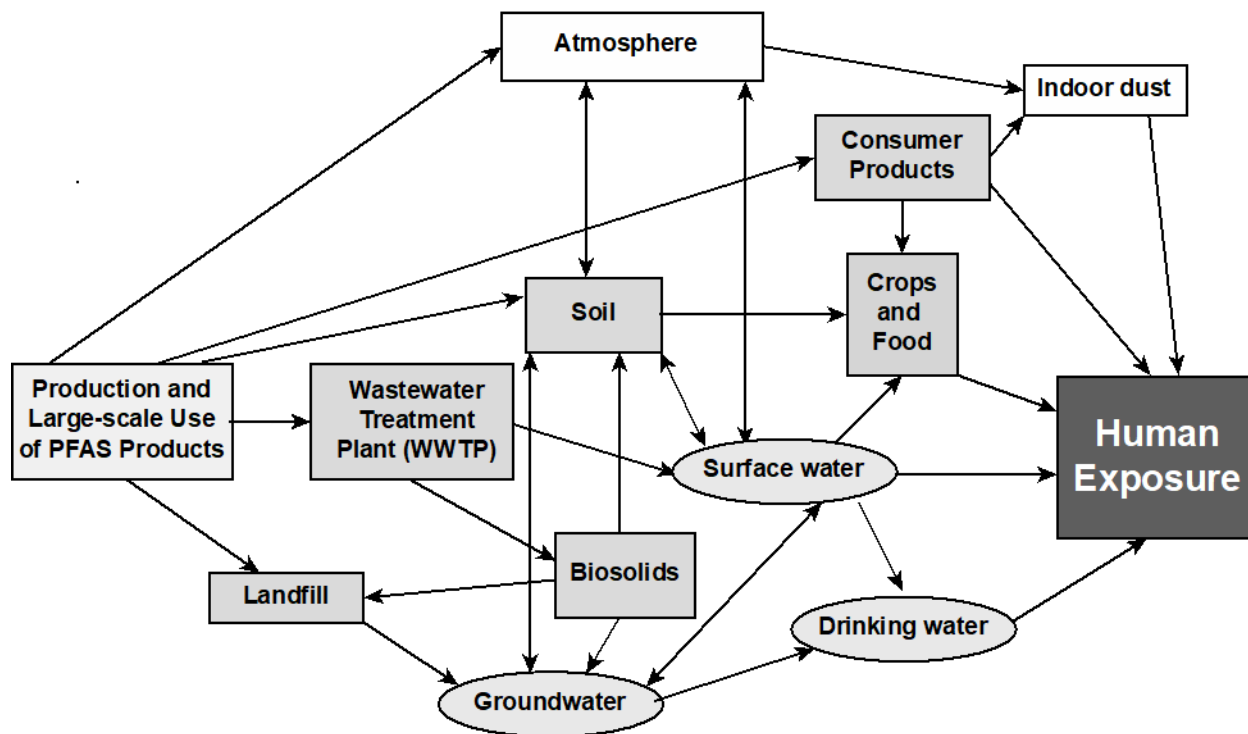 Atmosphere
Indoor dust
Consumer
Products
Soil
Crops
and
Food
Production and
Large-scale Use
of PFAS Products
Wastewater
Treatment
Plant (WWTP)
Surface water
Human
Exposure
Landfill
Biosolids
Drinking water
Groundwater